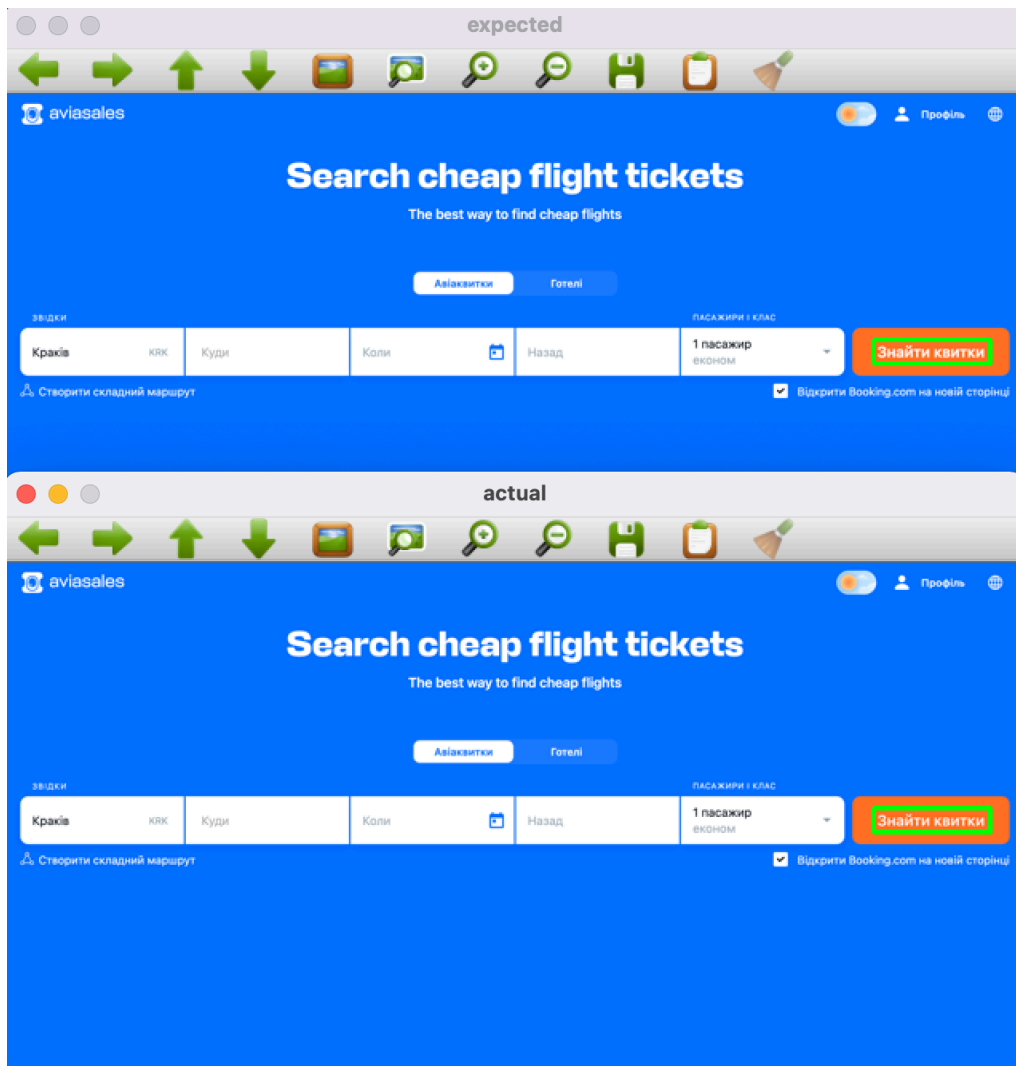 expected
aviasales
Профіль
Search cheap flight tickets
The best way to find cheap flights
Авіаквитки Готелі
ЗВІДКИ ПАСАЖИРИ І КЛАС
Краків KRK Куди Коли Назад 1 пасажир економ Знайти квитки
Створити складний маршрут Відкрити Booking.com на новій сторінці
actual
aviasales
Профіль
Search cheap flight tickets
The best way to find cheap flights
Авіаквитки Готелі
ЗВІДКИ ПАСАЖИРИ І КЛАС
Краків KRK Куди Коли Назад 1 пасажир економ Знайти квитки
Створити складний маршрут Відкрити Booking.com на новій сторінці